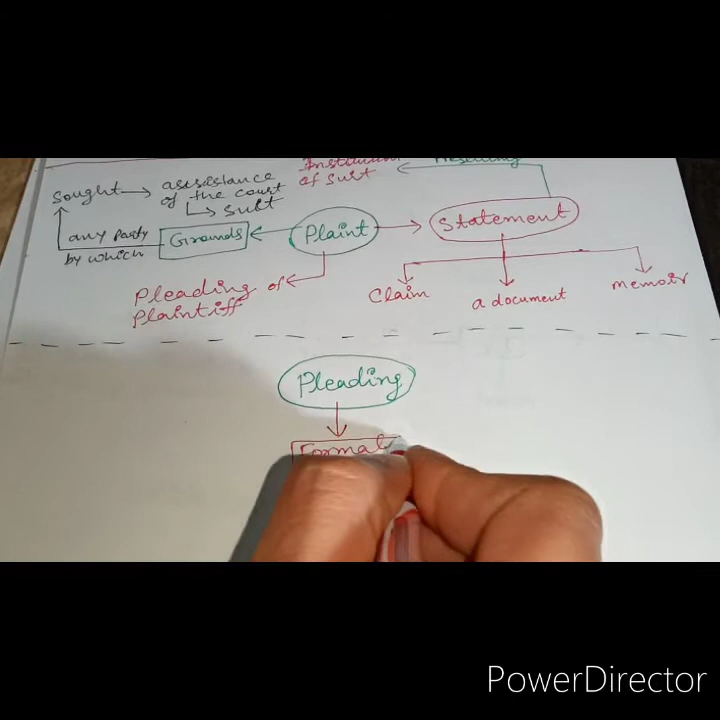 Institution
of Suit
Sought
assistance
of the court
Suit
any party
by which
Grounds
Plaint
Statement
Pleading of
Plaintiff
Claim
a document
memoir
Pleading
Formal
PowerDirector